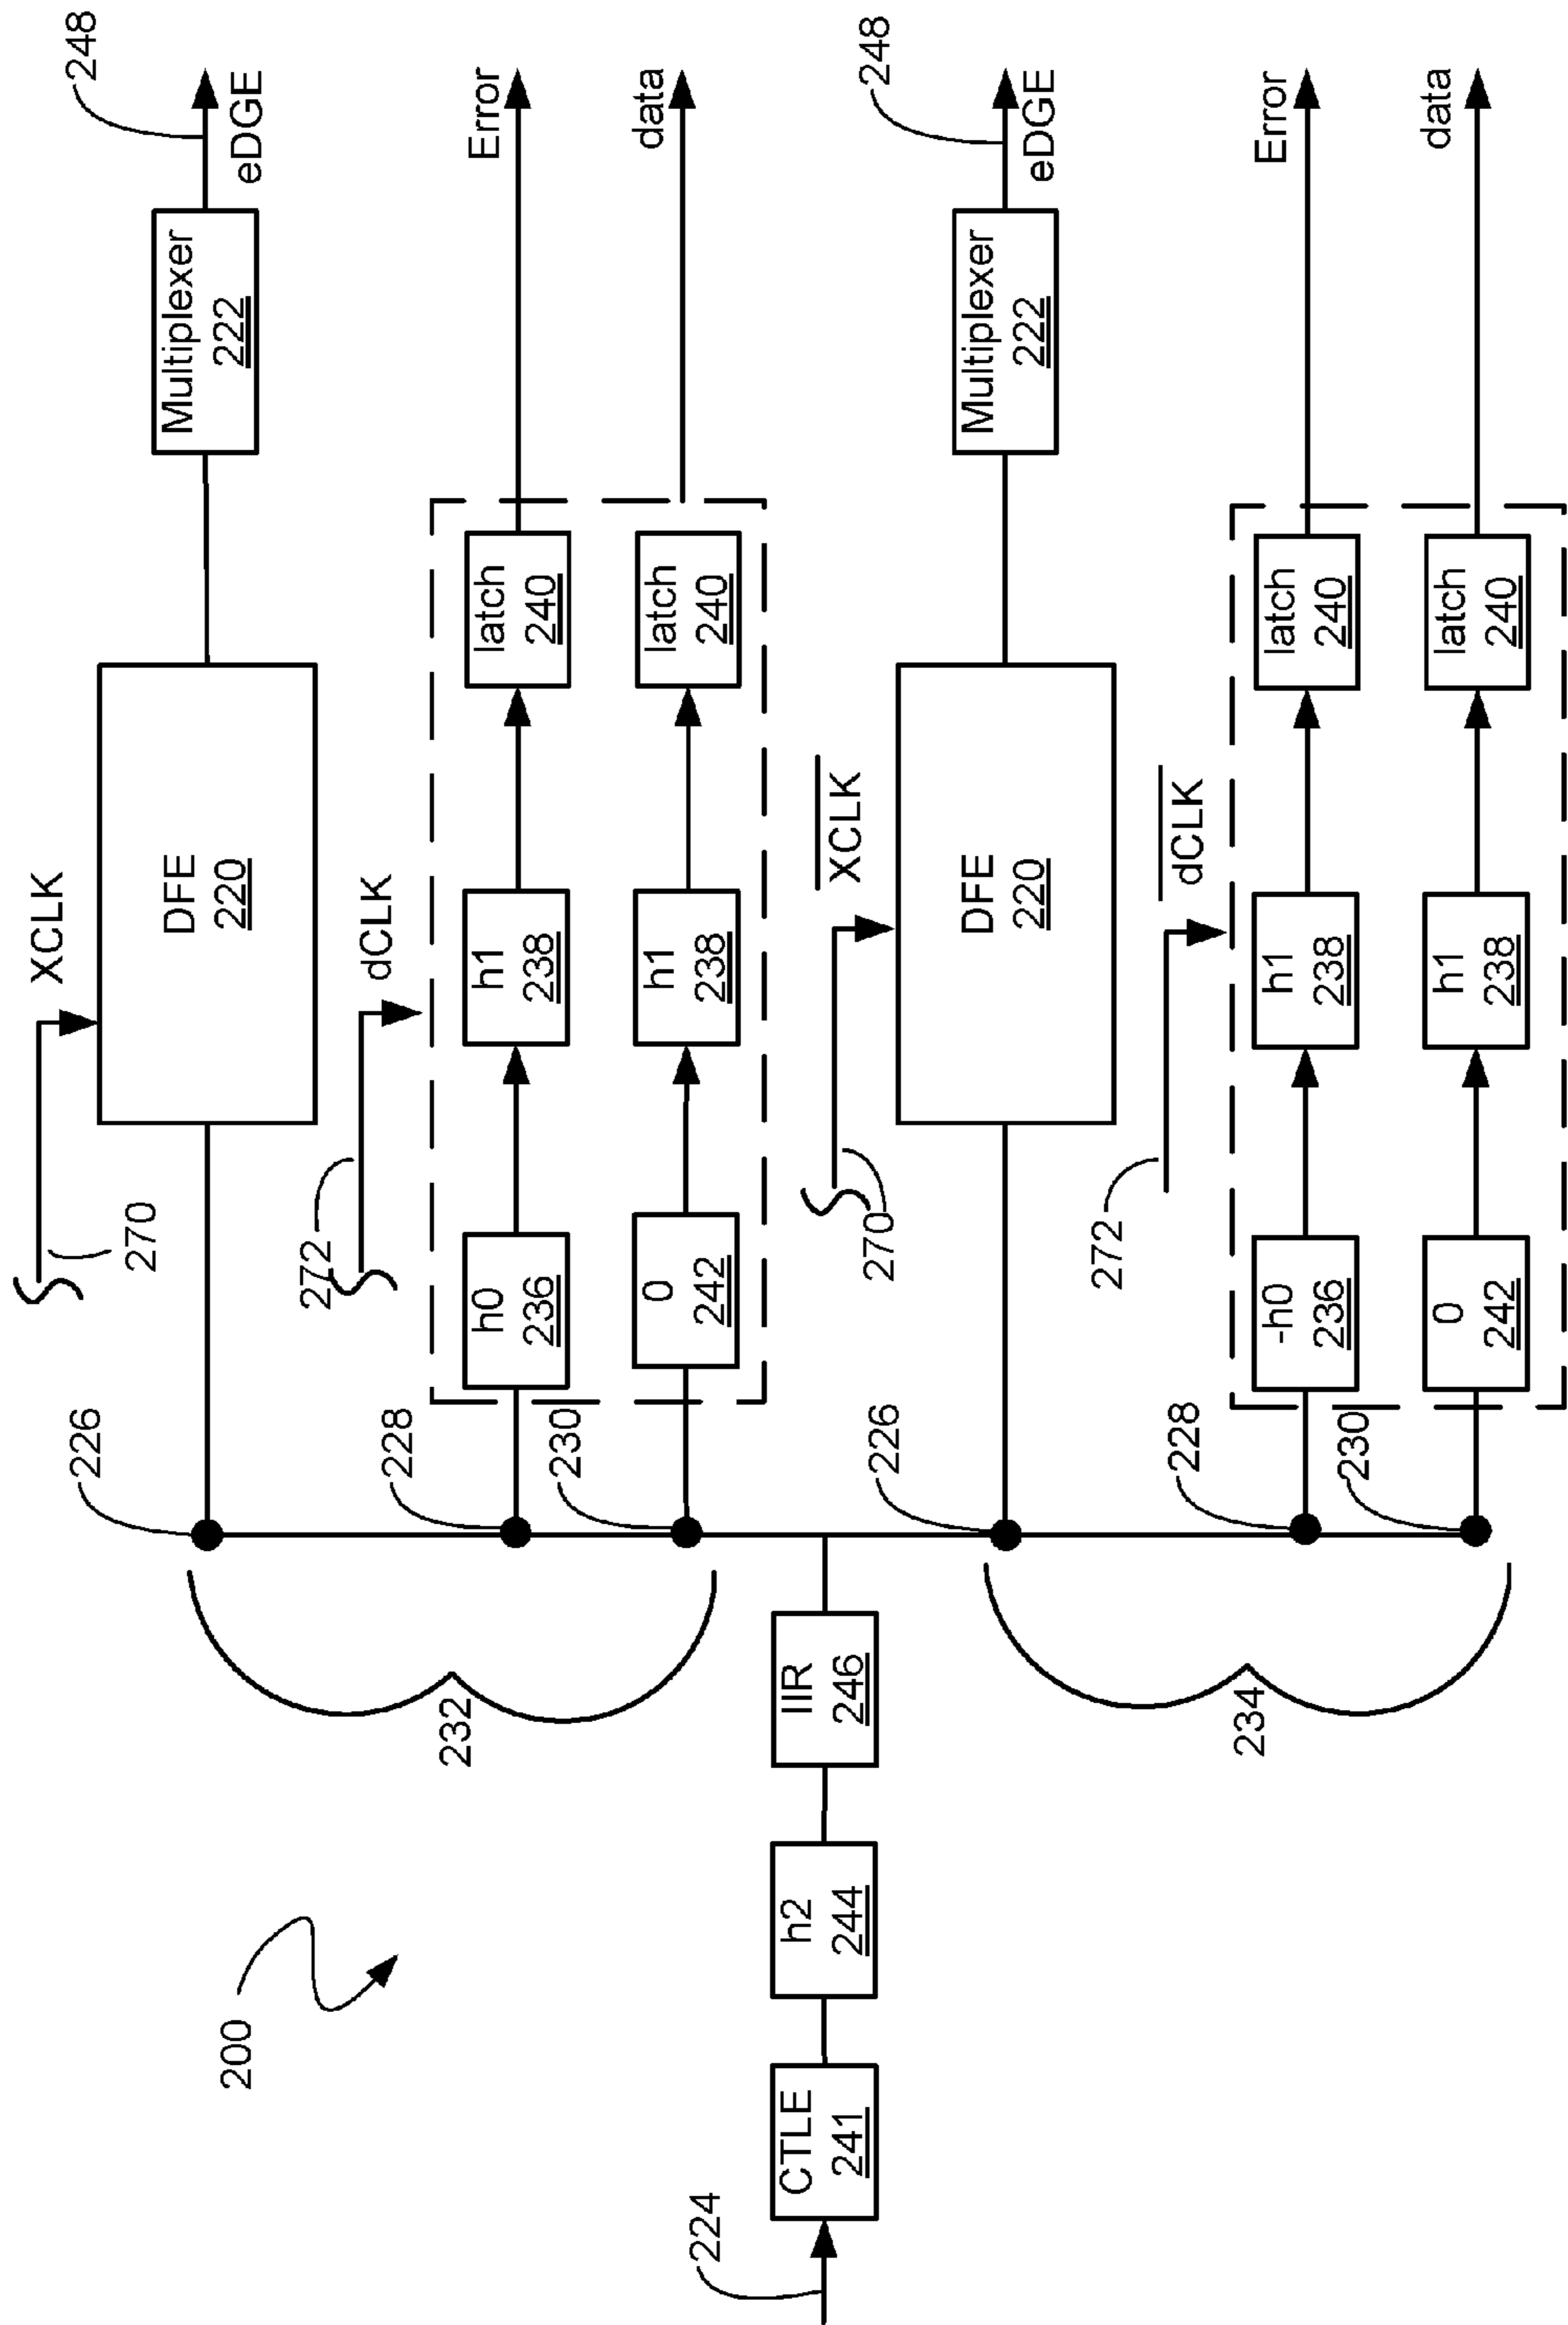 248
eDGE
Multiplexer
222
XCLK
270
DFE
220
226
Error
data
dCLK
272
h0
236
h1
238
latch
240
228
0
242
h1
238
latch
240
230
232
224
CTLE
241
h2
244
IIR
246
200
248
eDGE
Multiplexer
222
XCLK
270
DFE
220
226
Error
data
dCLK
272
-h0
236
h1
238
latch
240
228
0
242
h1
238
latch
240
230
234